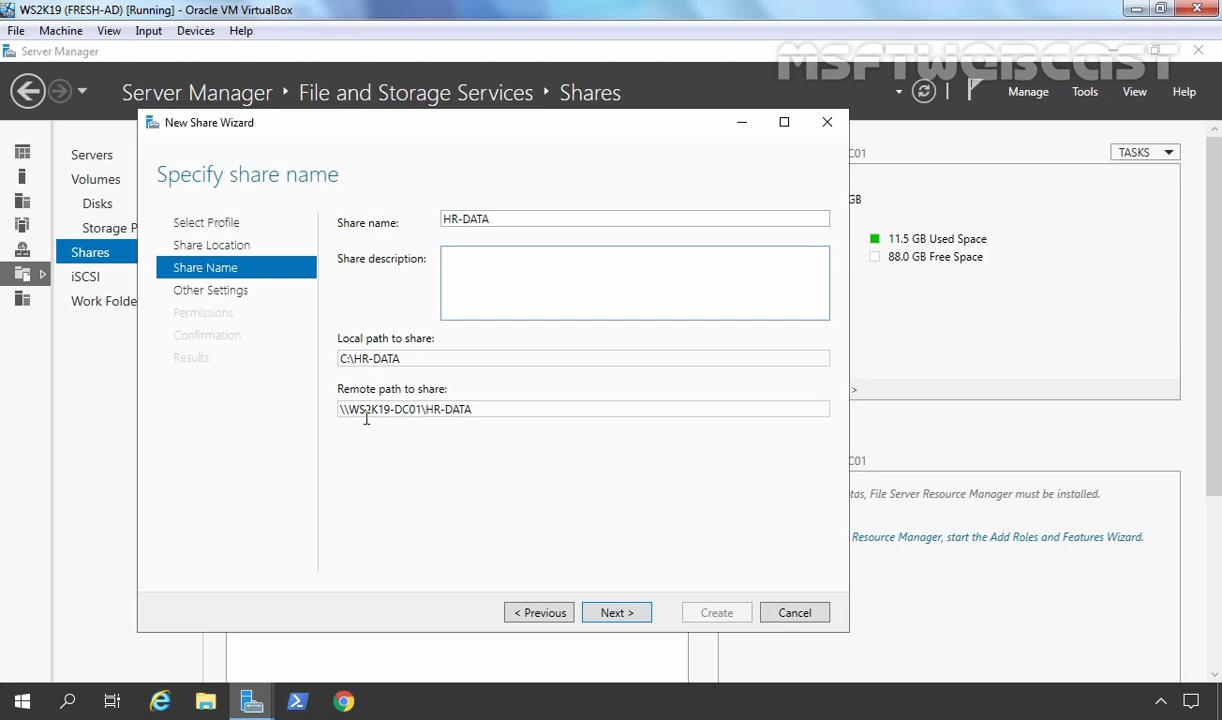 WS2K19 (FRESH-AD) [Running] - Oracle VM VirtualBox
File Machine View Input Devices Help
Server Manager
MSFTWEBCAST
Server Manager File and Storage Services Shares
Manage Tools View Help
New Share Wizard
Servers
Volumes
Disks
Storage P
Shares
iSCSI
Work Folde
Specify share name
Select Profile
Share Location
Share Name
Other Settings
Permissions
Confirmation
Results
Share name: HR-DATA
Share description:
Local path to share:
C:\HR-DATA
Remote path to share:
\\WS2K19-DC01\HR-DATA
< Previous Next > Create Cancel
C01
TASKS
GB
11.5 GB Used Space
88.0 GB Free Space
>
C01
tas, File Server Resource Manager must be installed.
Resource Manager, start the Add Roles and Features Wizard.